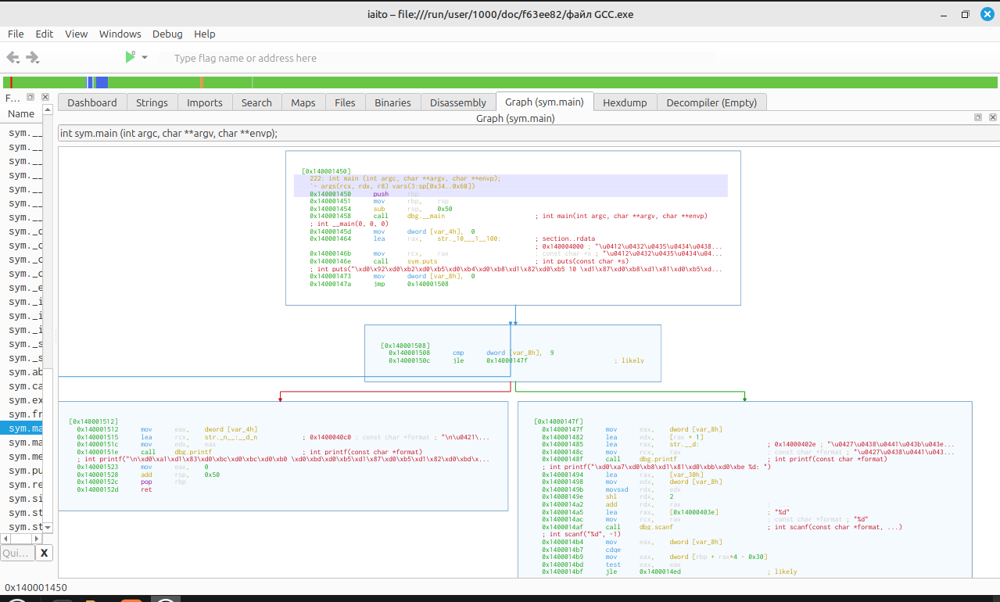 iaito – file:///run/user/1000/doc/f63ee82/файл GCC.exe
File Edit View Windows Debug Help
Type flag name or address here
F...
Dashboard Strings Imports Search Maps Files Binaries Disassembly Graph (sym.main) Hexdump Decompiler (Empty)
Name
Graph (sym.main)
int sym.main (int argc, char **argv, char **envp);
sym.__
sym.__
sym.__
sym.__
sym.__
sym.__
sym.__
sym._c
sym._c
sym._c
sym._c
sym._e
sym._i
sym._i
sym._i
sym._s
sym._s
sym.ab
sym.ca
sym.ex
sym.fr
sym.ma
sym.ma
sym.me
sym.pu
sym.re
sym.si
sym.st
sym.st
Qui... X
[0x140001450]
222: int main (int argc, char **argv, char **envp);
`- args(rcx, rdx, r8) vars(3:sp[0x34..0x60])
0x140001450 push rbp
0x140001451 mov rbp, rsp
0x140001454 sub rsp, 0x50
0x140001458 call dbg.__main ; int main(int argc, char **argv, char **envp)
; int __main(0, 0, 0)
0x14000145d mov dword [var_4h], 0
0x140001464 lea rax, str._10___1__100: ; section..rdata
; 0x140004000 ; "\u0412\u0432\u0435\u0434\u0438...
0x14000146b mov rcx, rax ; const char *s ; "\u0412\u0432\u0435\u0434\u04...
0x14000146e call sym.puts ; int puts(const char *s)
; int puts("\xd0\x92\xd0\xb2\xd0\xb5\xd0\xb4\xd0\xb8\xd1\x82\xd0\xb5 10 \xd1\x87\xd0\xb8\xd1\x81\xd0\xb5\xd...
0x140001473 mov dword [var_8h], 0
0x14000147a jmp 0x140001508
[0x140001508]
0x140001508 cmp dword [var_8h], 9
0x14000150c jle 0x14000147f ; likely
[0x140001512]
0x140001512 mov eax, dword [var_4h]
0x140001515 lea rcx, str._n__:__d_n ; 0x1400040c0 ; const char *format ; "\n\u0421\...
0x14000151c mov edx, eax
0x14000151e call dbg.printf ; int printf(const char *format)
; int printf("\n\xd0\xa1\xd1\x83\xd0\xbc\xd0\xbc\xd0\xb0 \xd0\xbd\xd0\xb5\xd1\x87\xd0\xb5\xd1\x82\xd0\xbd\x...
0x140001523 mov eax, 0
0x140001528 add rsp, 0x50
0x14000152c pop rbp
0x14000152d ret
[0x14000147f]
0x14000147f mov eax, dword [var_8h]
0x140001482 lea edx, [rax + 1]
0x140001485 mov rax, str.__d: ; 0x14000402e ; "\u0427\u0438\u0441\u043b\u043e...
0x14000148c mov rcx, rax ; const char *format ; "\u0427\u0438\u0441\u043...
0x14000148f call dbg.printf ; int printf(const char *format)
; int printf("\xd0\xa7\xd0\xb8\xd1\x81\xd0\xbb\xd0\xbe %d: ")
0x140001494 lea rax, [var_30h]
0x140001498 mov edx, dword [var_8h]
0x14000149b movsxd rdx, edx
0x14000149e shl rdx, 2
0x1400014a2 add rdx, rax
0x1400014a5 lea rax, [0x14000403e] ; "%d"
0x1400014ac mov rcx, rax ; const char *format ; "%d"
0x1400014af call dbg.scanf ; int scanf(const char *format, ...)
; int scanf("%d", -1)
0x1400014b4 mov eax, dword [var_8h]
0x1400014b7 cdqe
0x1400014b9 mov eax, dword [rbp + rax*4 - 0x30]
0x1400014bd test eax, eax
0x1400014bf jle 0x1400014ed ; likely
0x140001450